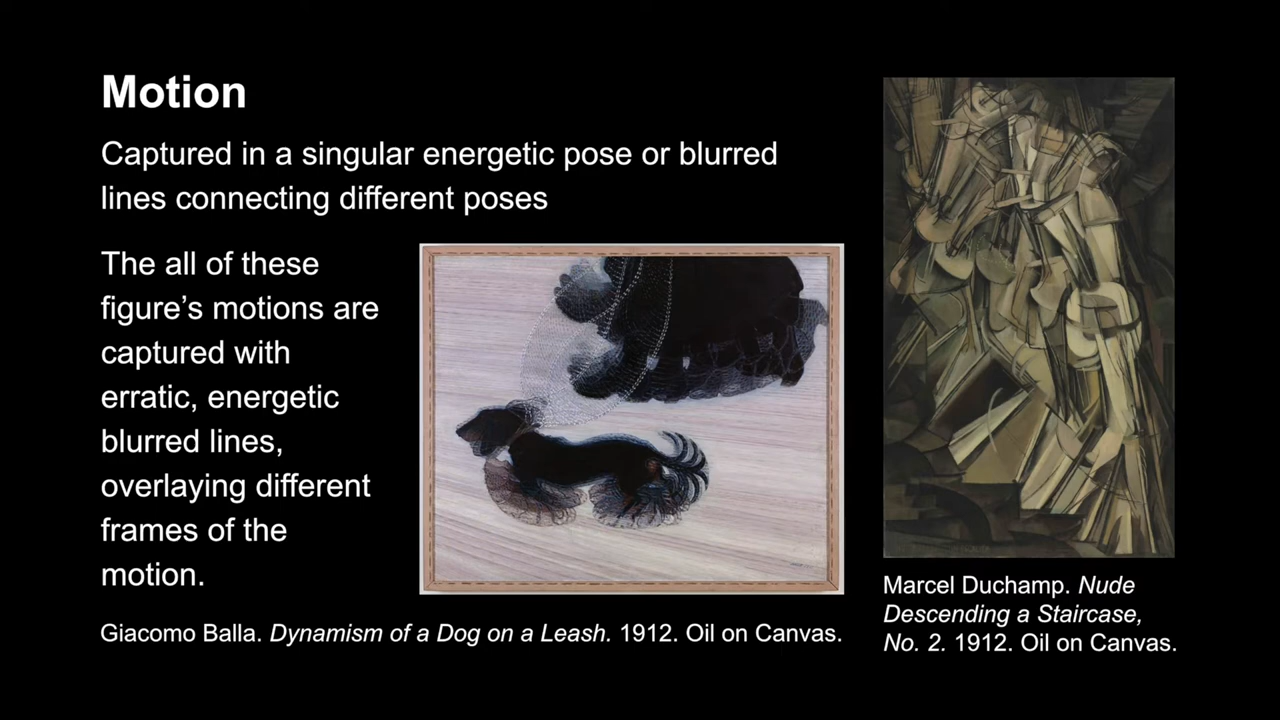 Motion
Captured in a singular energetic pose or blurred
lines connecting different poses
The all of these
figure’s motions are
captured with
erratic, energetic
blurred lines,
overlaying different
frames of the
motion.
Giacomo Balla. Dynamism of a Dog on a Leash. 1912. Oil on Canvas.
Marcel Duchamp. Nude
Descending a Staircase,
No. 2. 1912. Oil on Canvas.